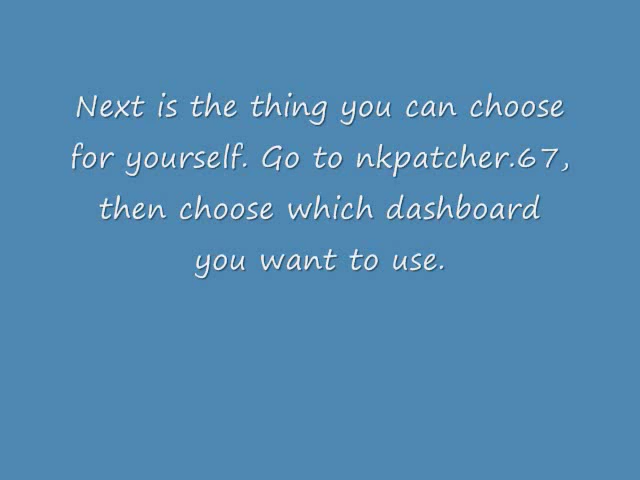 Next is the thing you can choose
for yourself. Go to nkpatcher.67,
then choose which dashboard
you want to use.